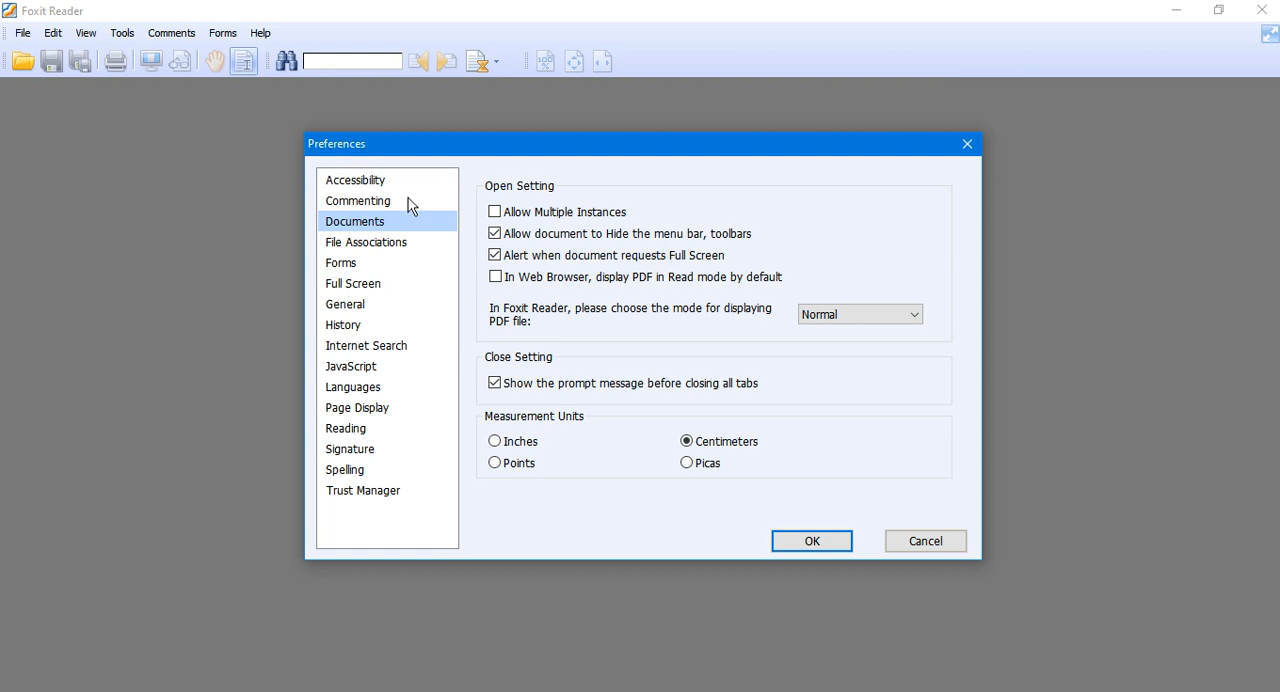 Foxit Reader
File Edit View Tools Comments Forms Help
Preferences
Accessibility
Commenting
Documents
File Associations
Forms
Full Screen
General
History
Internet Search
JavaScript
Languages
Page Display
Reading
Signature
Spelling
Trust Manager
Open Setting
Allow Multiple Instances
Allow document to Hide the menu bar, toolbars
Alert when document requests Full Screen
In Web Browser, display PDF in Read mode by default
In Foxit Reader, please choose the mode for displaying
PDF file:
Normal
Close Setting
Show the prompt message before closing all tabs
Measurement Units
Inches Centimeters
Points Picas
OK Cancel